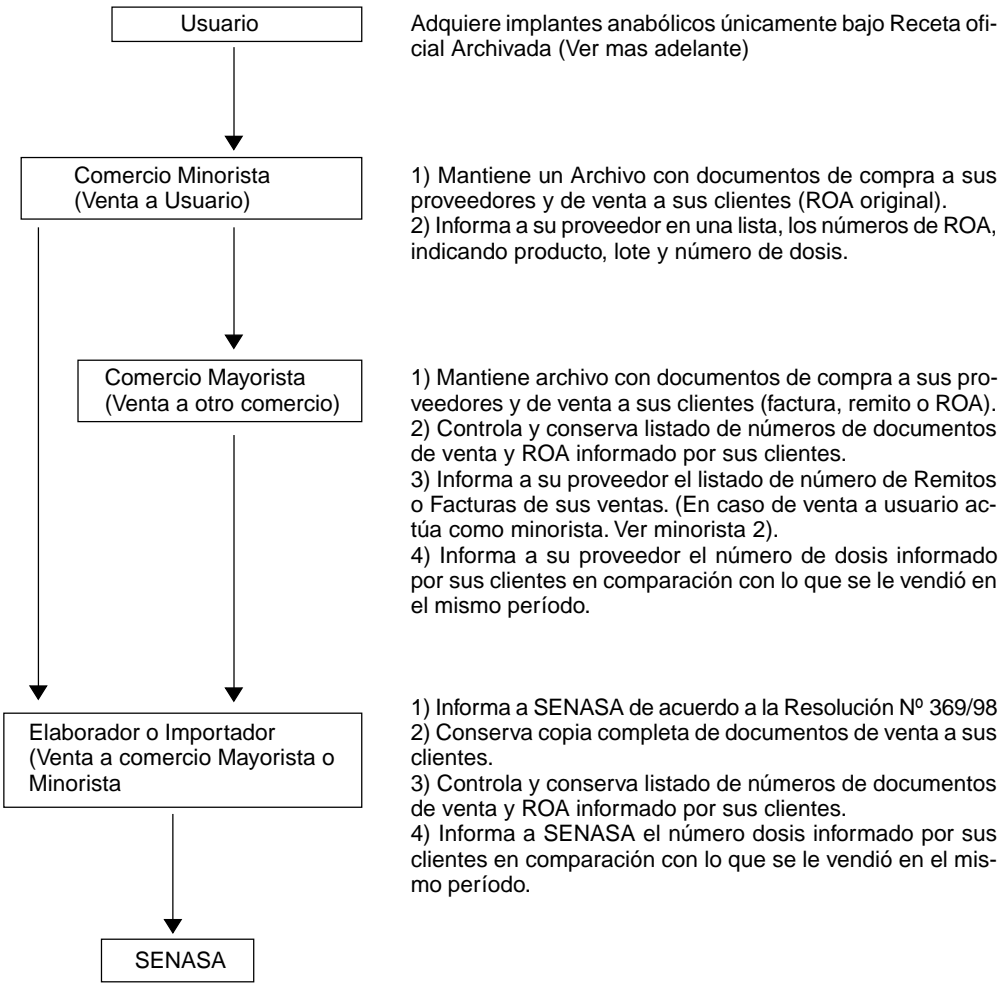 Usuario
Adquiere implantes anabólicos únicamente bajo Receta ofi-
cial Archivada (Ver mas adelante)
Comercio Minorista
(Venta a Usuario)
1) Mantiene un Archivo con documentos de compra a sus
proveedores y de venta a sus clientes (ROA original).
2) Informa a su proveedor en una lista, los números de ROA,
indicando producto, lote y número de dosis.
Comercio Mayorista
(Venta a otro comercio)
1) Mantiene archivo con documentos de compra a sus pro-
veedores y de venta a sus clientes (factura, remito o ROA).
2) Controla y conserva listado de números de documentos
de venta y ROA informado por sus clientes.
3) Informa a su proveedor el listado de número de Remitos
o Facturas de sus ventas. (En caso de venta a usuario ac-
túa como minorista. Ver minorista 2).
4) Informa a su proveedor el número de dosis informado
por sus clientes en comparación con lo que se le vendió en
el mismo período.
Elaborador o Importador
(Venta a comercio Mayorista o
Minorista
1) Informa a SENASA de acuerdo a la Resolución Nº 369/98
2) Conserva copia completa de documentos de venta a sus
clientes.
3) Controla y conserva listado de números de documentos
de venta y ROA informado por sus clientes.
4) Informa a SENASA el número dosis informado por sus
clientes en comparación con lo que se le vendió en el mis-
mo período.
SENASA